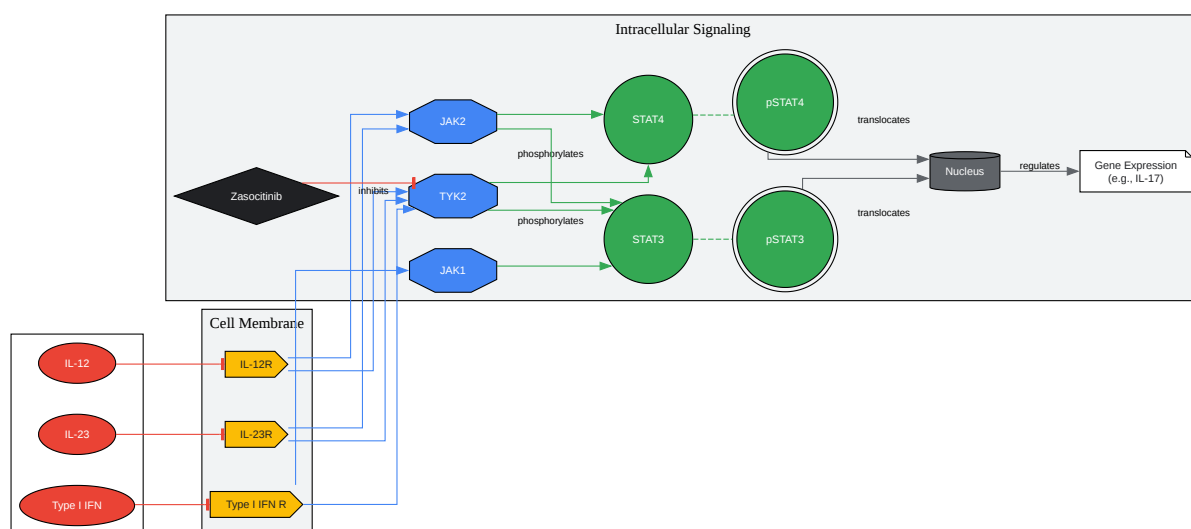 Intracellular Signaling
pSTAT4
STAT4
JAK2
translocates
phosphorylates
Nucleus
regulates
Gene Expression
(e.g., IL-17)
Zasocitinib
inhibits
TYK2
phosphorylates
translocates
STAT3
pSTAT3
JAK1
Cell Membrane
IL-12
IL-12R
IL-23
IL-23R
Type I IFN
Type I IFN R